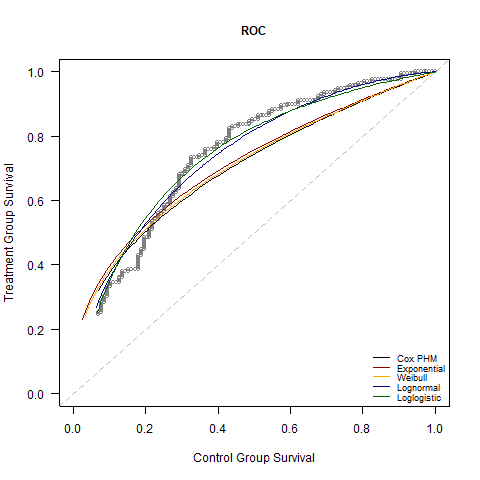 ROC
Treatment Group Survival
1.0
0.8
0.6
0.4
0.2
0.0
Cox PHM
Exponential
Weibull
Lognormal
Loglogistic
0.0 0.2 0.4 0.6 0.8 1.0
Control Group Survival